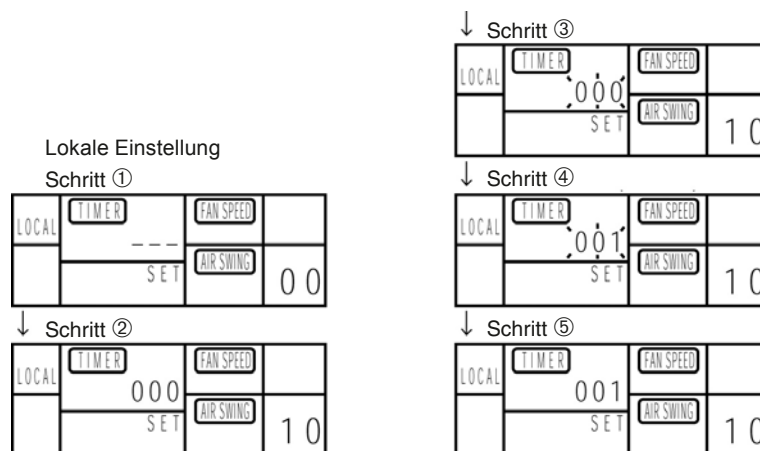 Lokale Einstellung
Schritt ①
LOCAL TIMER FAN SPEED
---
SET AIR SWING 00
↓ Schritt ②
LOCAL TIMER FAN SPEED
000
SET AIR SWING 10
↓ Schritt ③
LOCAL TIMER FAN SPEED
000
SET AIR SWING 10
↓ Schritt ④
LOCAL TIMER FAN SPEED
001
SET AIR SWING 10
↓ Schritt ⑤
LOCAL TIMER FAN SPEED
001
SET AIR SWING 10